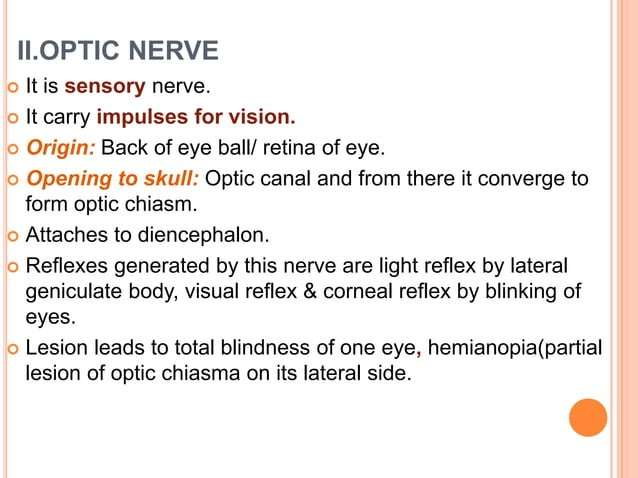 II.OPTIC NERVE
It is sensory nerve.
It carry impulses for vision.
Origin: Back of eye ball/ retina of eye.
Opening to skull: Optic canal and from there it converge to
form optic chiasm.
Attaches to diencephalon.
Reflexes generated by this nerve are light reflex by lateral
geniculate body, visual reflex & corneal reflex by blinking of
eyes.
Lesion leads to total blindness of one eye, hemianopia(partial
lesion of optic chiasma on its lateral side.